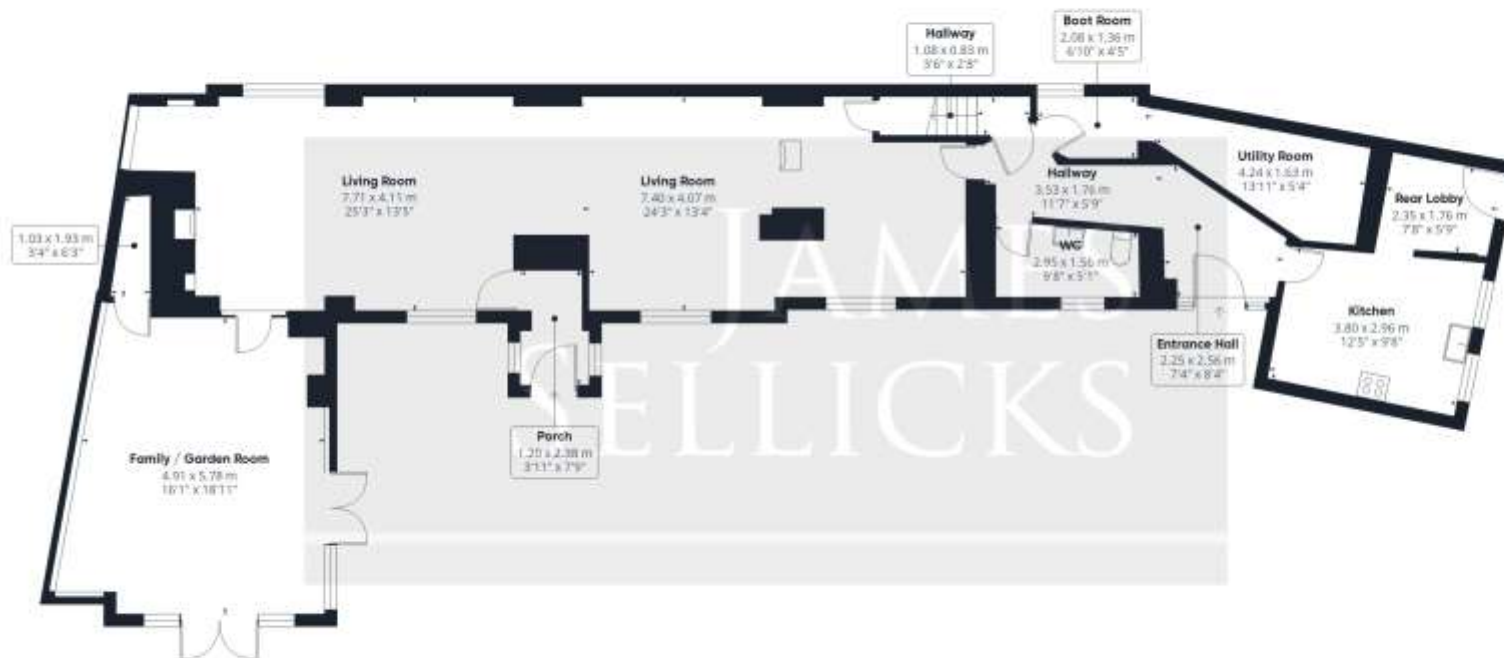 Hallway
1.08 x 0.83 m
3'6" x 2'8"
Boot Room
2.08 x 1.36 m
6'10" x 4'5"
Living Room
7.71 x 4.11 m
25'3" x 13'5"
Living Room
7.40 x 4.07 m
24'3" x 13'4"
Utility Room
4.24 x 1.63 m
13'11" x 5'4"
Hallway
3.53 x 1.76 m
11'7" x 5'9"
Rear Lobby
2.35 x 1.76 m
7'8" x 5'9"
1.03 x 1.93 m
3'4" x 6'3"
WC
2.95 x 1.56 m
9'8" x 5'1"
Kitchen
3.80 x 2.96 m
12'5" x 9'8"
Entrance Hall
2.25 x 2.56 m
7'4" x 8'4"
Porch
1.20 x 2.38 m
3'11" x 7'9"
Family / Garden Room
4.91 x 5.78 m
16'1" x 18'11"
JAMES
SELLICKS